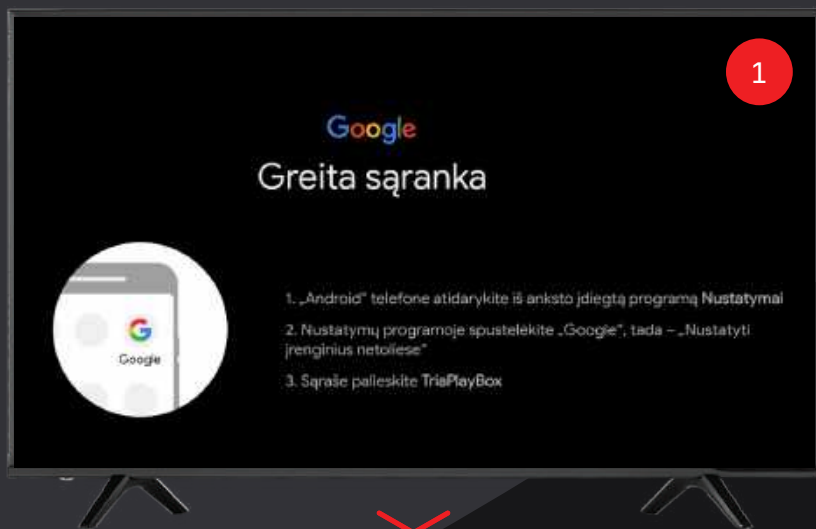 1
Google
Greita sąranka
1. „Android" telefone atidarykite iš anksto įdiegtą programą Nustatymai
2. Nustatymų programoje spustelėkite „Google", tada – „Nustatyti
įrenginius netoliese"
3. Sąraše palieskite TriaPlayBox
Google